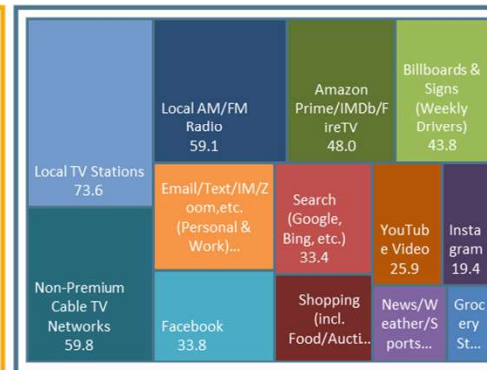 Local TV Stations
73.6
Non-Premium
Cable TV
Networks
59.8
Local AM/FM
Radio
59.1
Amazon
Prime/IMDb/F
ireTV
48.0
Billboards &
Signs
(Weekly
Drivers)
43.8
Email/Text/IM/Z
oom,etc.
(Personal &
Work)...
Facebook
33.8
Search
(Google,
Bing, etc.)
33.4
Shopping
(incl.
Food/Aucti...
YouTub
e Video
25.9
Insta
gram
19.4
News/W
eather/S
ports...
Groc
ery
St...